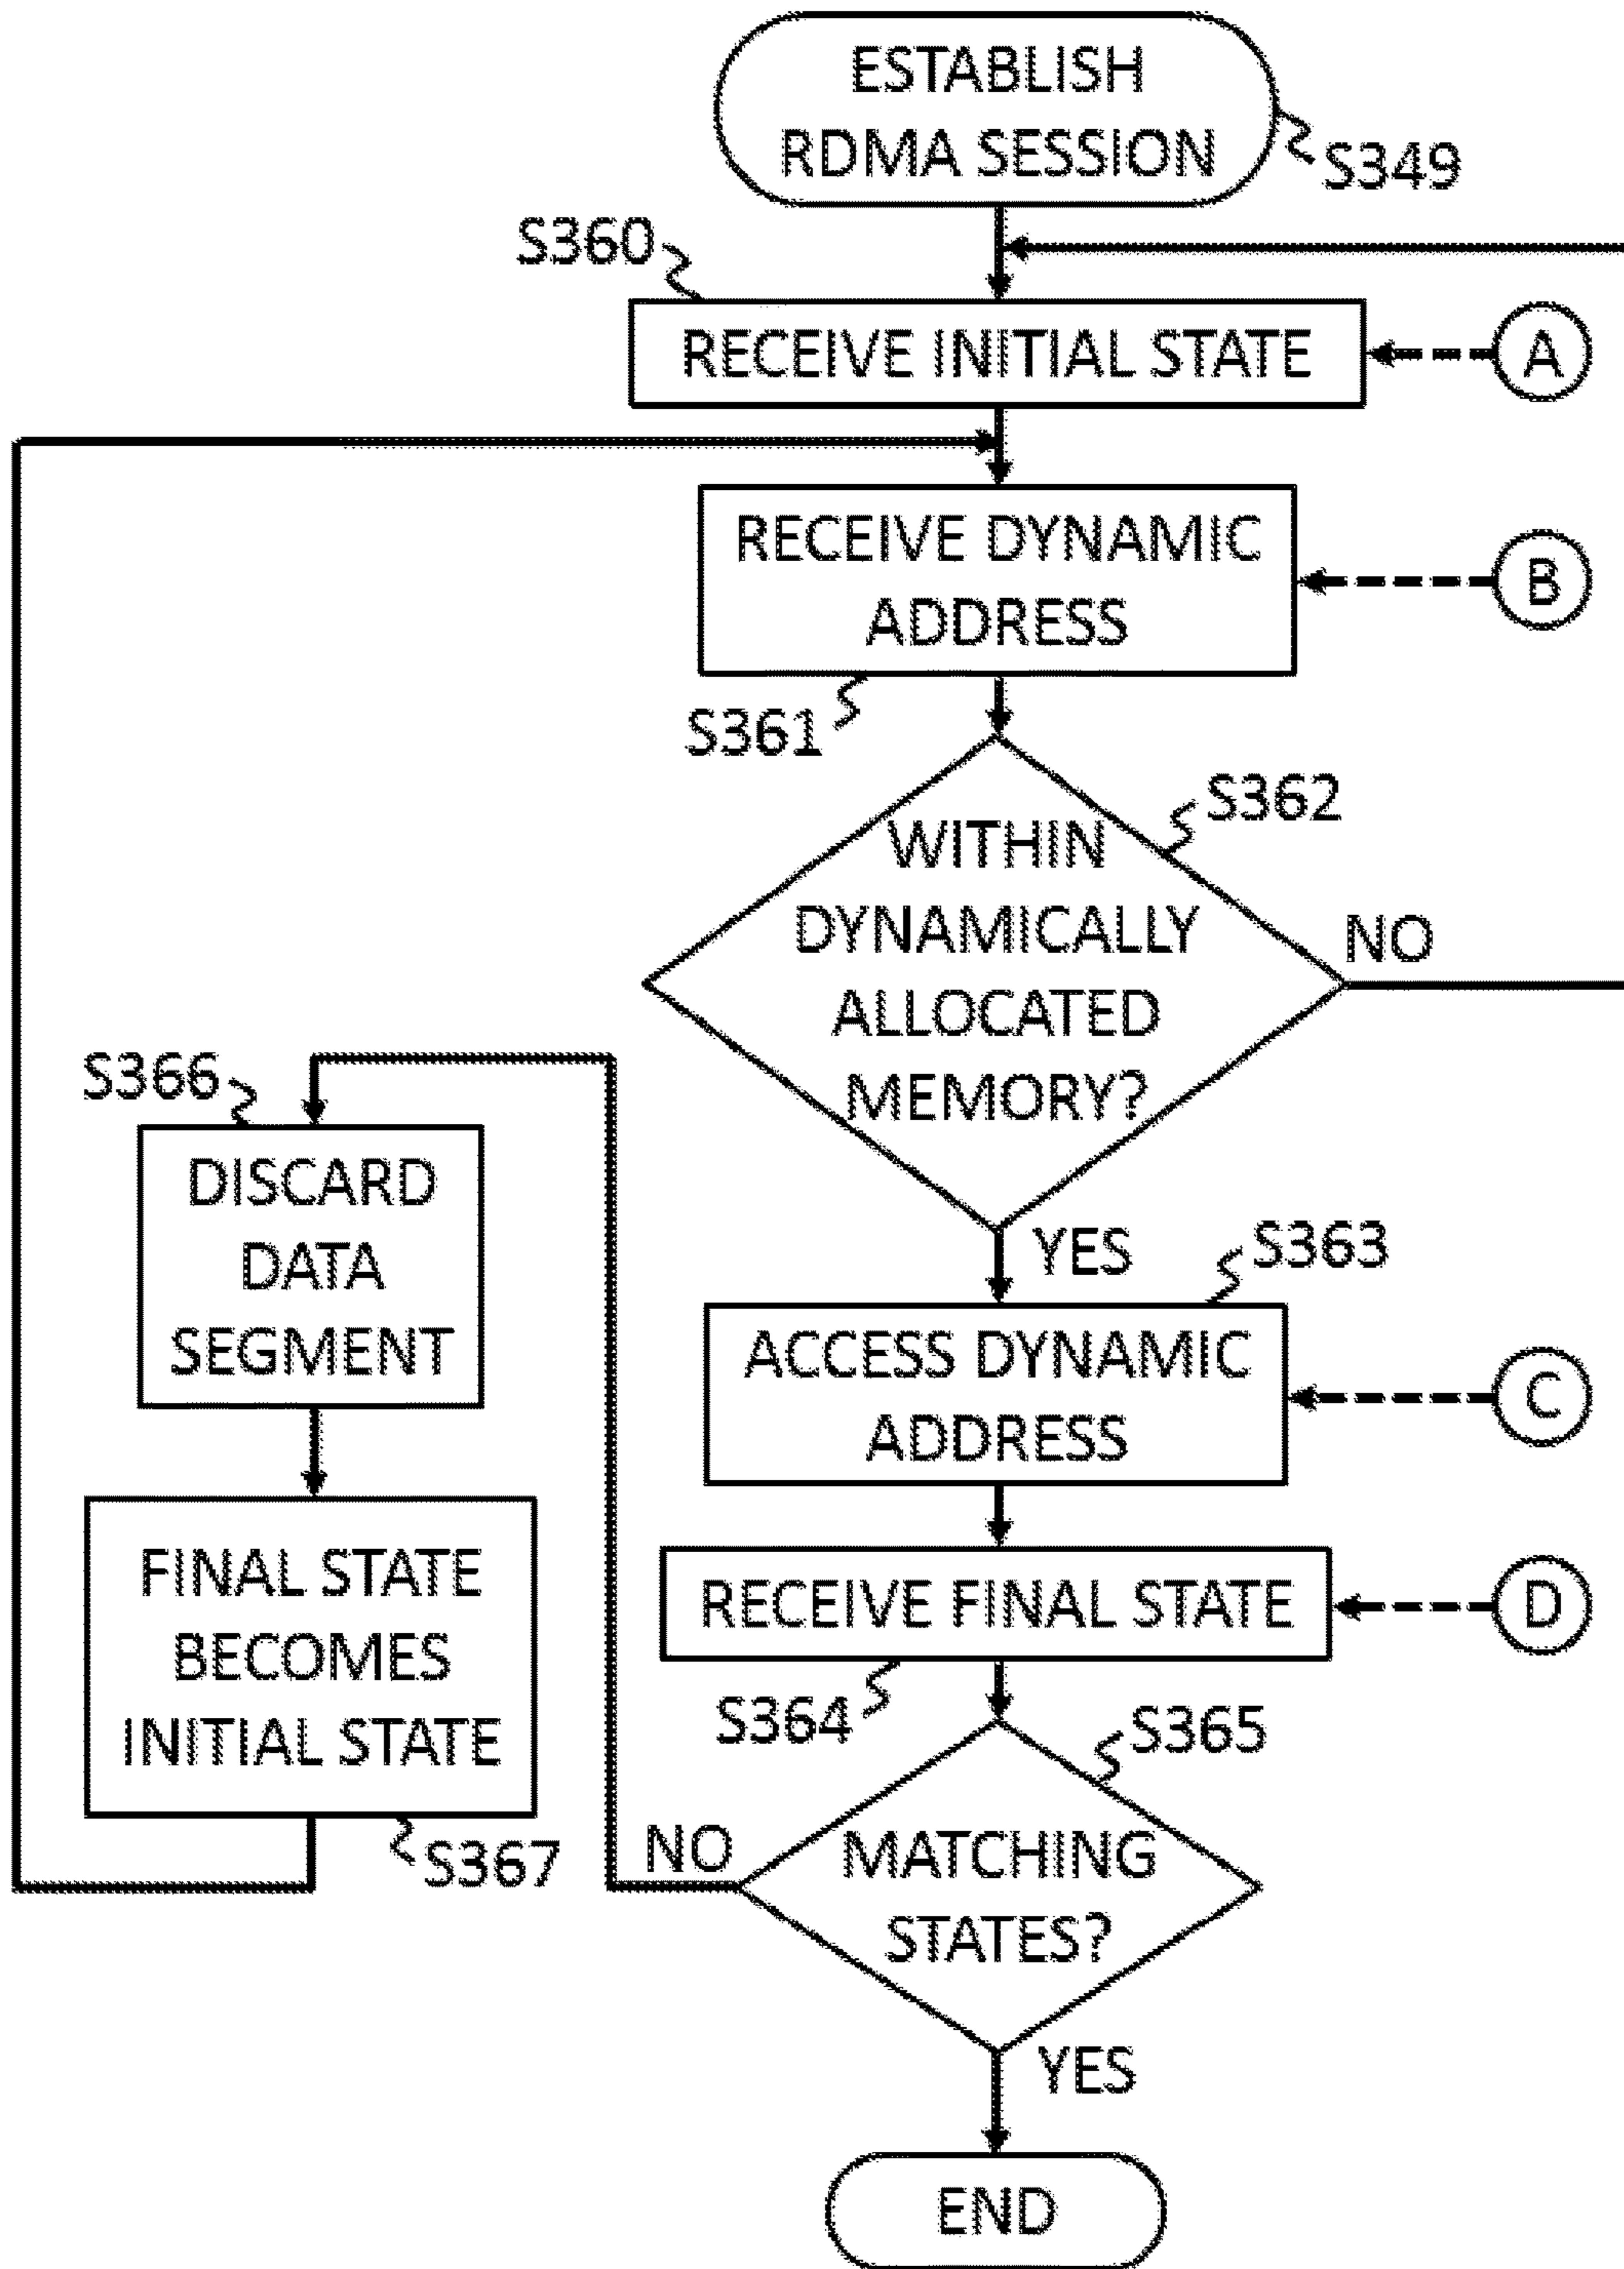 ESTABLISH
RDMA SESSION
S349
S360
RECEIVE INITIAL STATE
A
RECEIVE DYNAMIC
ADDRESS
B
S361
S362
WITHIN
DYNAMICALLY
ALLOCATED
MEMORY?
NO
YES
S363
ACCESS DYNAMIC
ADDRESS
C
RECEIVE FINAL STATE
D
S364
S365
MATCHING
STATES?
NO
YES
S366
DISCARD
DATA
SEGMENT
FINAL STATE
BECOMES
INITIAL STATE
S367
END